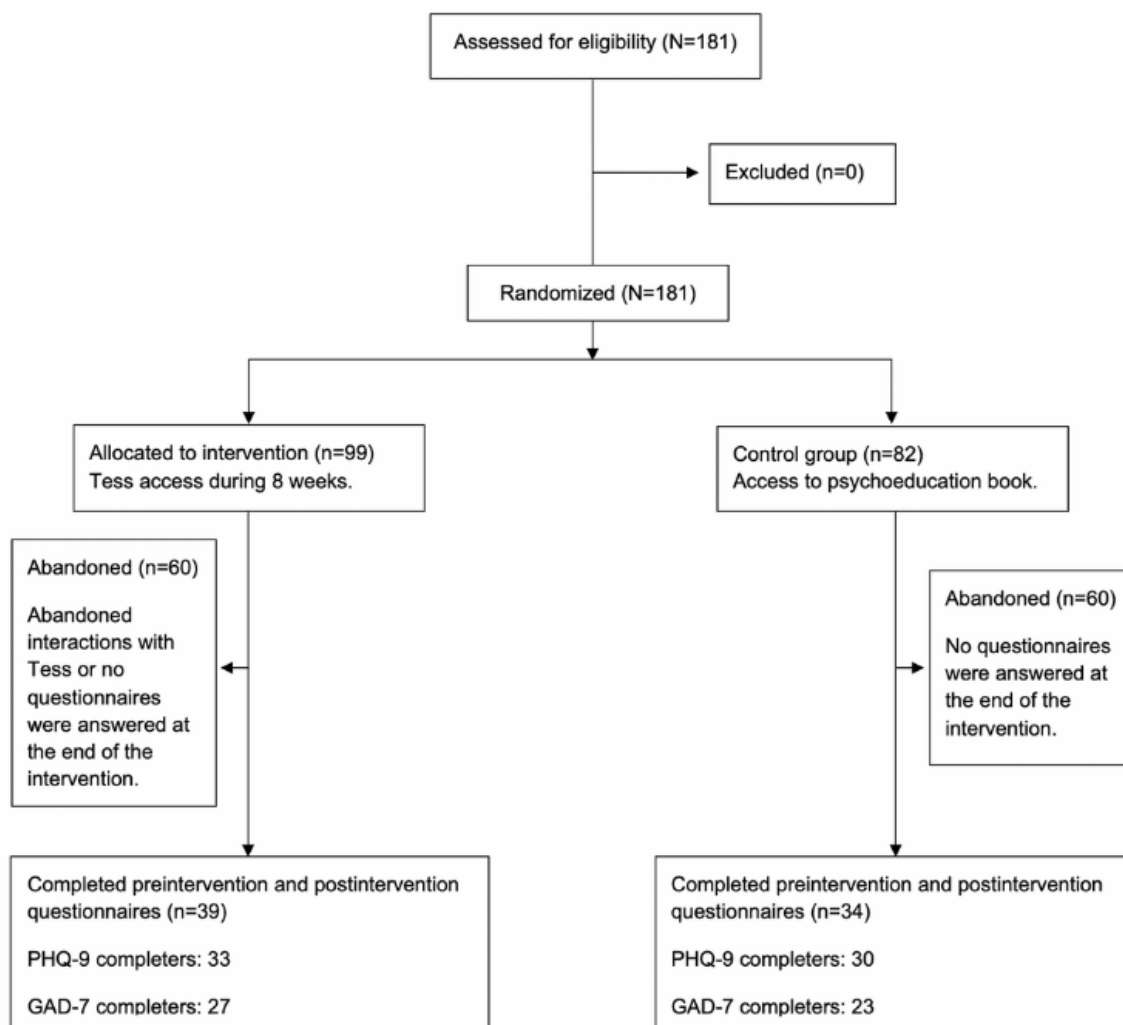 Assessed for eligibility (N=181)
Excluded (n=0)
Randomized (N=181)
Allocated to intervention (n=99)
Tess access during 8 weeks.
Control group (n=82)
Access to psychoeducation book.
Abandoned (n=60)
Abandoned
interactions with
Tess or no
questionnaires
were answered at
the end of the
intervention.
Abandoned (n=60)
No questionnaires
were answered at
the end of the
intervention.
Completed preintervention and postintervention
questionnaires (n=39)
PHQ-9 completers: 33
GAD-7 completers: 27
Completed preintervention and postintervention
questionnaires (n=34)
PHQ-9 completers: 30
GAD-7 completers: 23